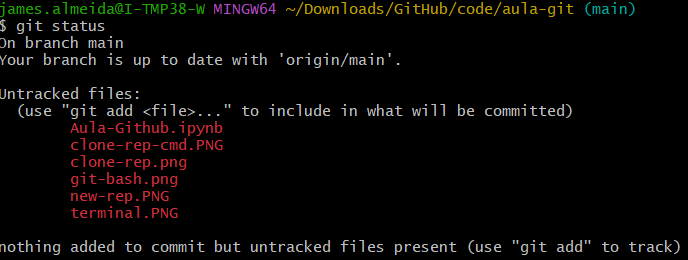 james.almeida@I-TMP38-W MINGW64 ~/Downloads/GitHub/code/aula-git (main)
$ git status
On branch main
Your branch is up to date with 'origin/main'.
Untracked files:
(use "git add <file>..." to include in what will be committed)
Aula-Github.ipynb
clone-rep-cmd.PNG
clone-rep.png
git-bash.png
new-rep.PNG
terminal.PNG
nothing added to commit but untracked files present (use "git add" to track)